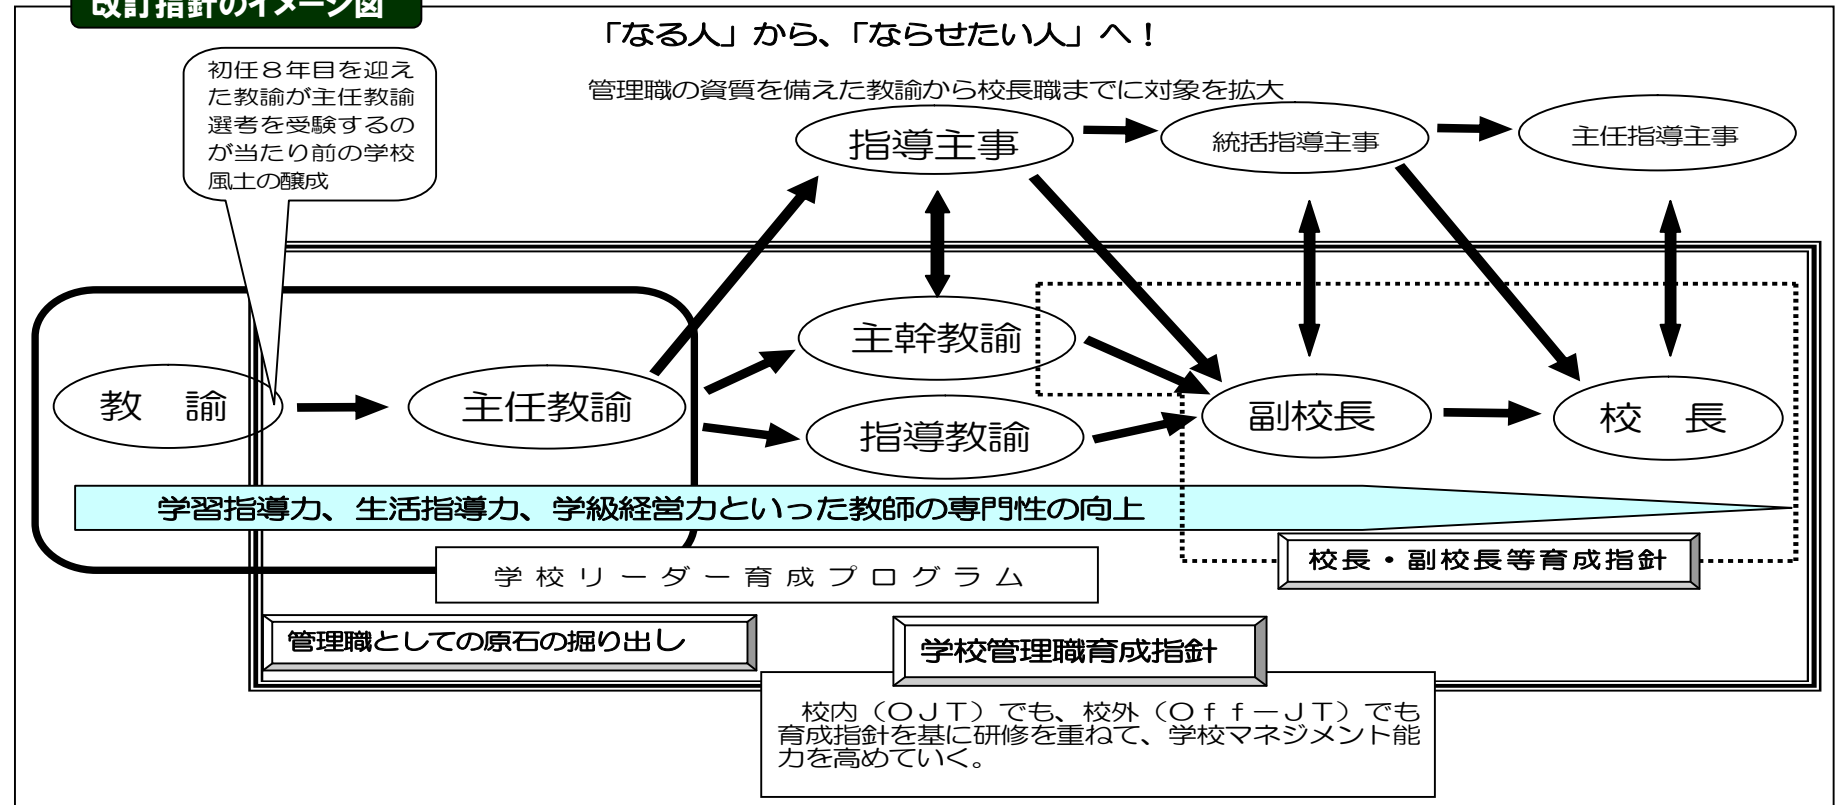 改訂指針のイメージ図
「なる人」から、「ならせたい人」へ！
初任８年目を迎え
た教諭が主任教諭
選考を受験するの
が当たり前の学校
風土の醸成
管理職の資質を備えた教諭から校長職までに対象を拡大
指導主事
統括指導主事
主任指導主事
主幹教諭
教　諭
主任教諭
指導教諭
副校長
校　長
学習指導力、生活指導力、学級経営力といった教師の専門性の向上
校長・副校長等育成指針
学校リーダー育成プログラム
管理職としての原石の掘り出し
学校管理職育成指針
校内（ＯＪＴ）でも、校外（Ｏｆｆ－ＪＴ）でも
育成指針を基に研修を重ねて、学校マネジメント能
力を高めていく。